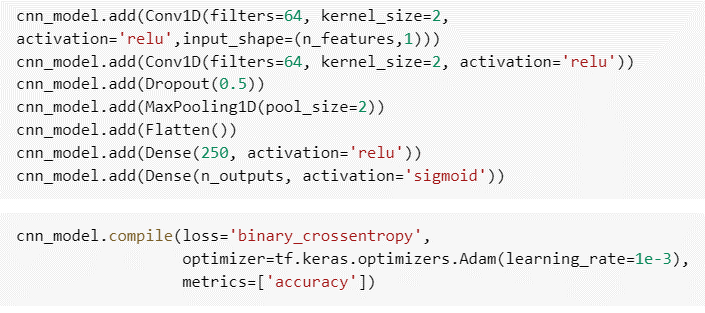 cnn_model.add(Conv1D(filters=64, kernel_size=2,
activation='relu',input_shape=(n_features,1)))
cnn_model.add(Conv1D(filters=64, kernel_size=2, activation='relu'))
cnn_model.add(Dropout(0.5))
cnn_model.add(MaxPooling1D(pool_size=2))
cnn_model.add(Flatten())
cnn_model.add(Dense(250, activation='relu'))
cnn_model.add(Dense(n_outputs, activation='sigmoid'))
cnn_model.compile(loss='binary_crossentropy',
optimizer=tf.keras.optimizers.Adam(learning_rate=1e-3),
metrics=['accuracy'])